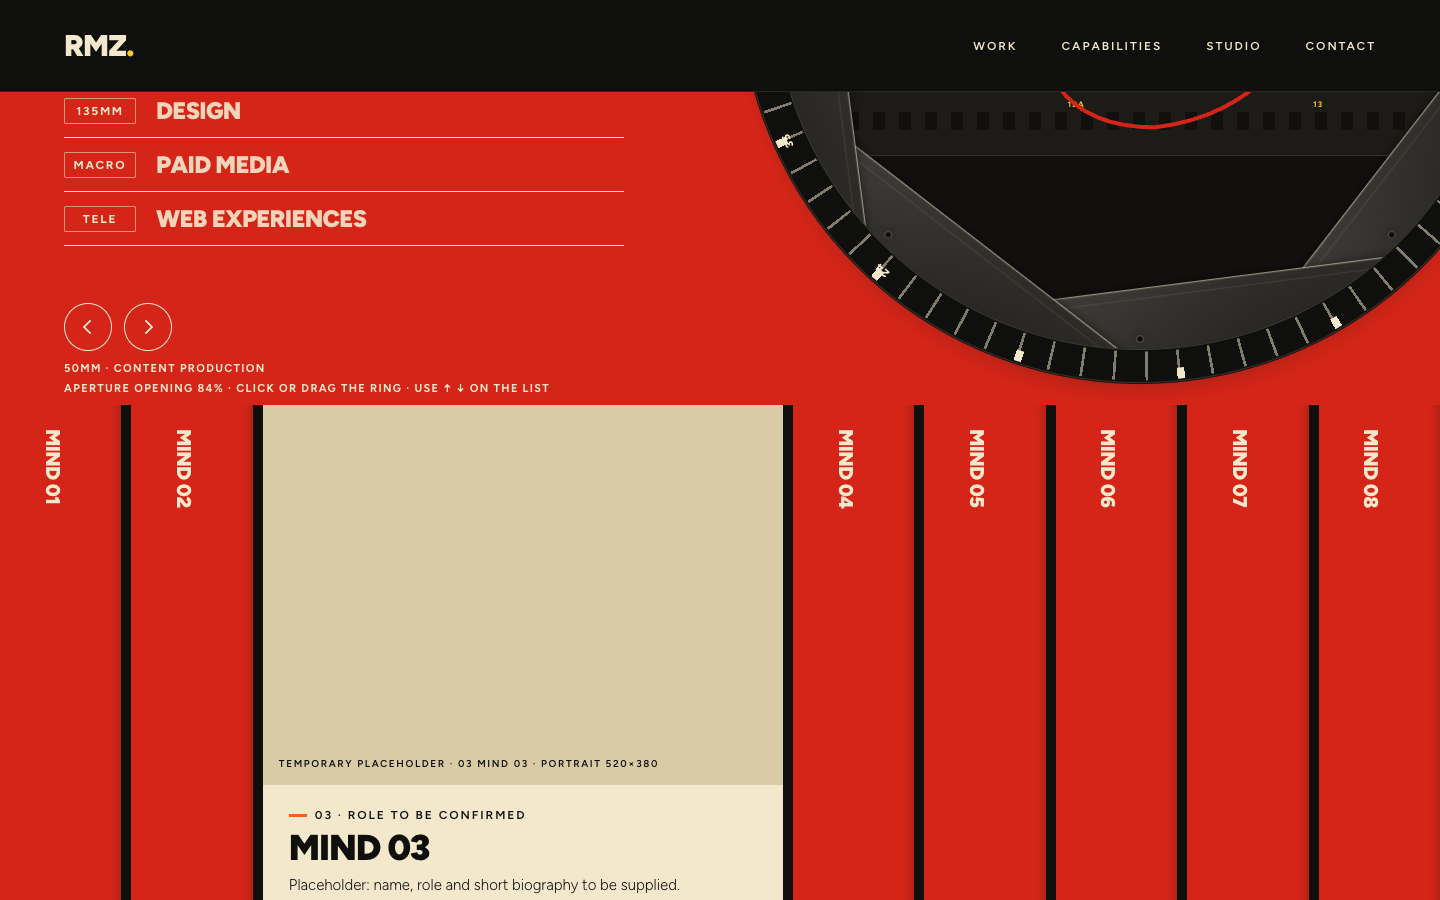 RMZ.
WORK
CAPABILITIES
STUDIO
CONTACT
135MM
DESIGN
MACRO
PAID MEDIA
TELE
WEB EXPERIENCES
13
50MM · CONTENT PRODUCTION
APERTURE OPENING 84% · CLICK OR DRAG THE RING · USE ↑ ↓ ON THE LIST
MIND 01
MIND 02
MIND 04
MIND 05
MIND 06
MIND 07
MIND 08
TEMPORARY PLACEHOLDER · 03 MIND 03 · PORTRAIT 520×380
03 · ROLE TO BE CONFIRMED
MIND 03
Placeholder: name, role and short biography to be supplied.